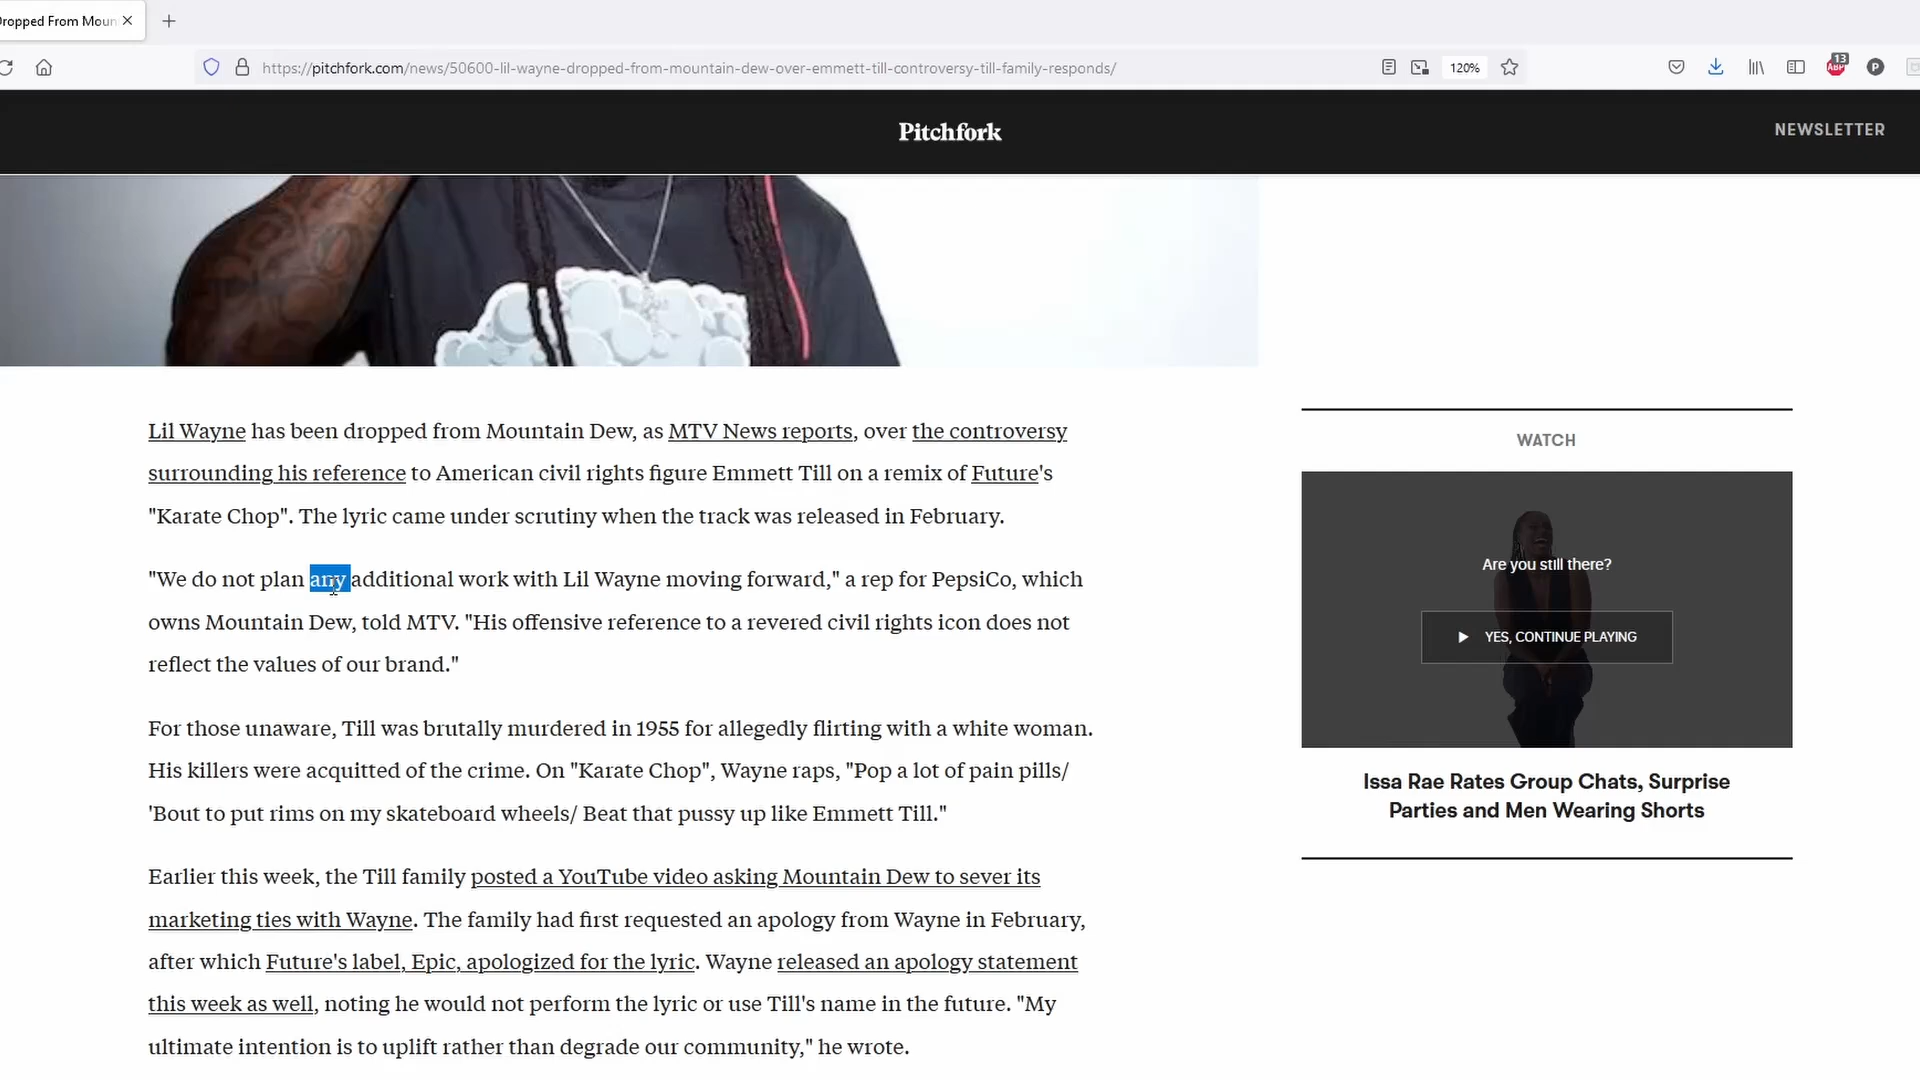 Dropped From Moun
https://pitchfork.com/news/50600-lil-wayne-dropped-from-mountain-dew-over-emmett-till-controversy-till-family-responds/
120%
13
ABP
P
Pitchfork
NEWSLETTER
Lil Wayne has been dropped from Mountain Dew, as MTV News reports, over the controversy
surrounding his reference to American civil rights figure Emmett Till on a remix of Future's
"Karate Chop". The lyric came under scrutiny when the track was released in February.
"We do not plan any additional work with Lil Wayne moving forward," a rep for PepsiCo, which
owns Mountain Dew, told MTV. "His offensive reference to a revered civil rights icon does not
reflect the values of our brand."
For those unaware, Till was brutally murdered in 1955 for allegedly flirting with a white woman.
His killers were acquitted of the crime. On "Karate Chop", Wayne raps, "Pop a lot of pain pills/
'Bout to put rims on my skateboard wheels/ Beat that pussy up like Emmett Till."
Earlier this week, the Till family posted a YouTube video asking Mountain Dew to sever its
marketing ties with Wayne. The family had first requested an apology from Wayne in February,
after which Future's label, Epic, apologized for the lyric. Wayne released an apology statement
this week as well, noting he would not perform the lyric or use Till's name in the future. "My
ultimate intention is to uplift rather than degrade our community," he wrote.
WATCH
Are you still there?
YES, CONTINUE PLAYING
Issa Rae Rates Group Chats, Surprise
Parties and Men Wearing Shorts